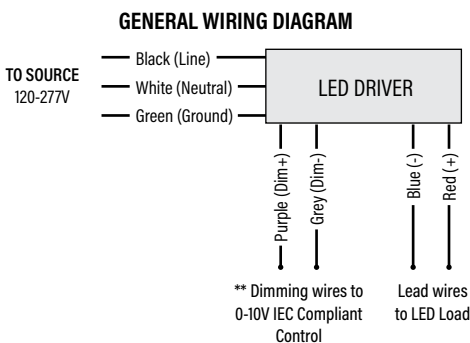 GENERAL WIRING DIAGRAM
Black (Line)
TO SOURCE
120-277V
White (Neutral)
Green (Ground)
LED DRIVER
Purple (Dim+)
Grey (Dim-)
Blue (-)
Red (+)
** Dimming wires to
0-10V IEC Compliant
Control
Lead wires
to LED Load